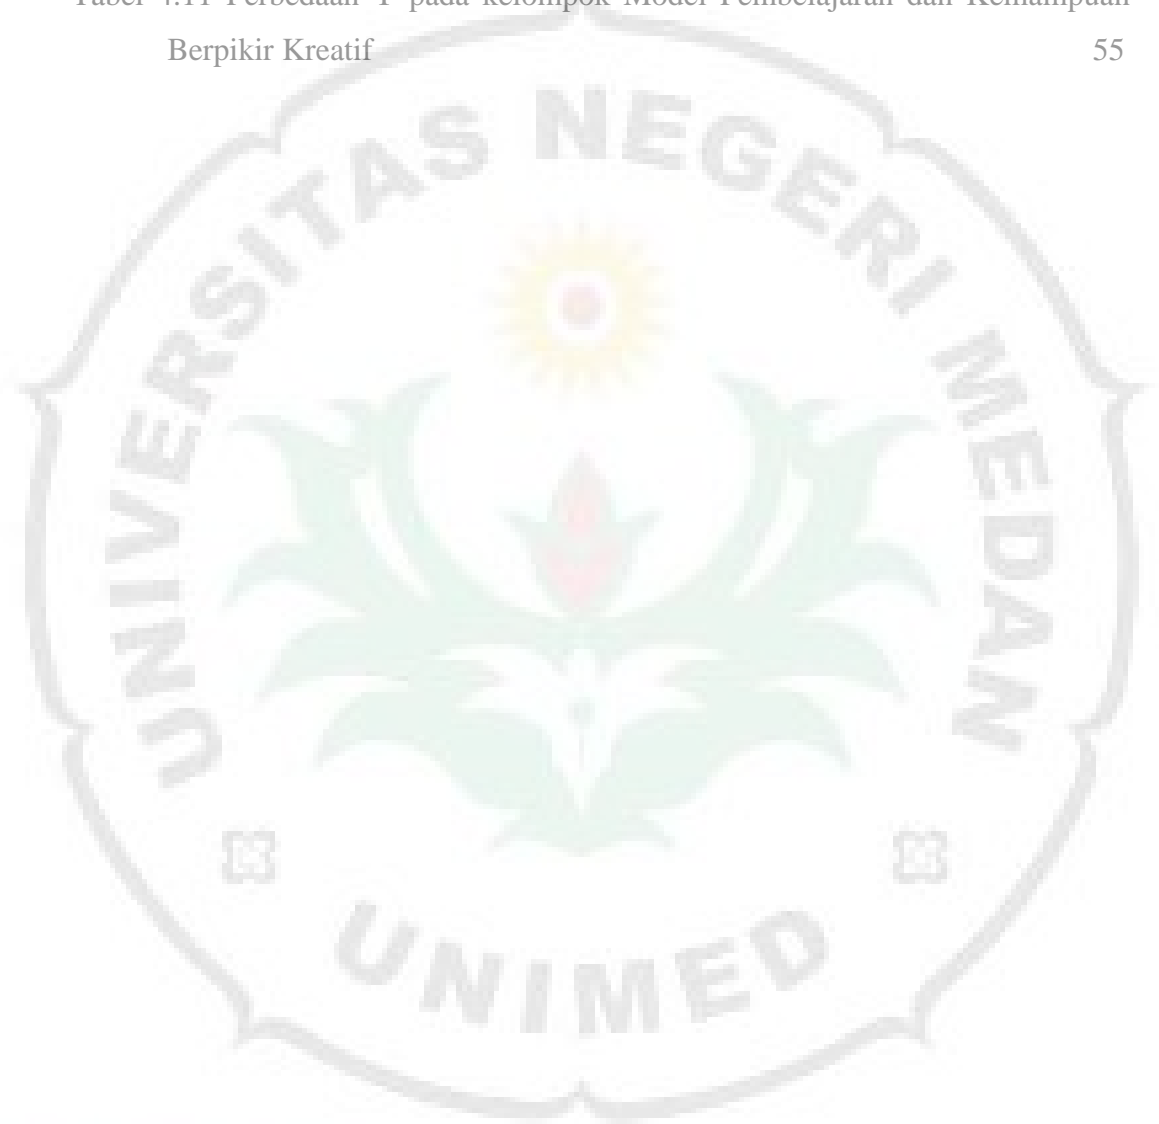 Tabel 4.11 Perbedaan Y pada kelompok Model Pembelajaran dan Kemampuan
Berpikir Kreatif 55
UNIVERSITAS NEGERI MEDAN
UNIMED